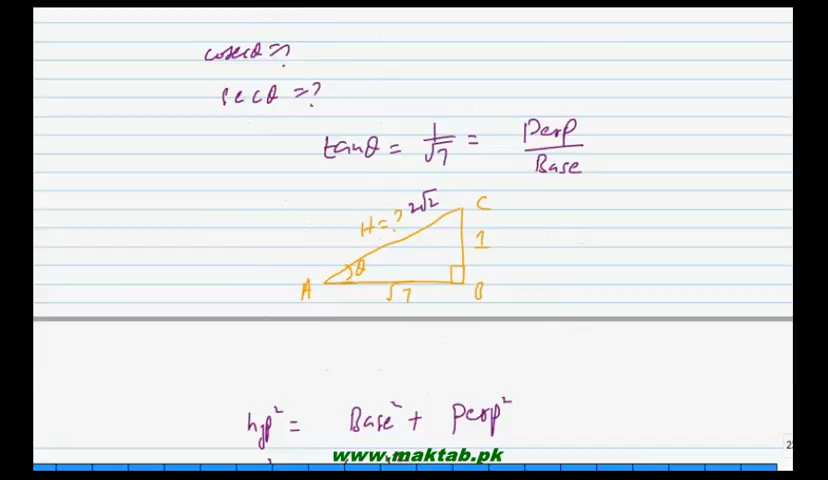 cosecθ = ?
secθ = ?
tanθ = 1/√7 = Perp/Base
2√2 C
H = ?
1
θ
A √7 B
hyp² = Base² + Perp²
www.maktab.pk